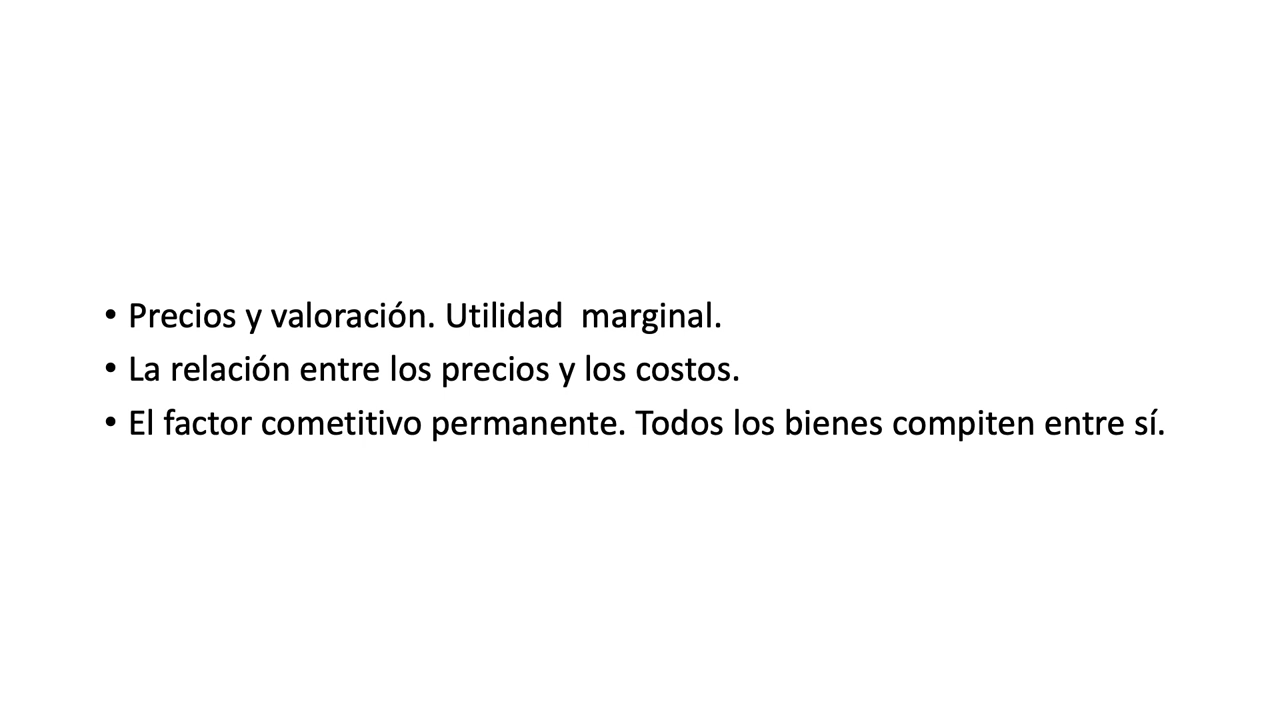 • Precios y valoración. Utilidad  marginal.
• La relación entre los precios y los costos.
• El factor cometitivo permanente. Todos los bienes compiten entre sí.